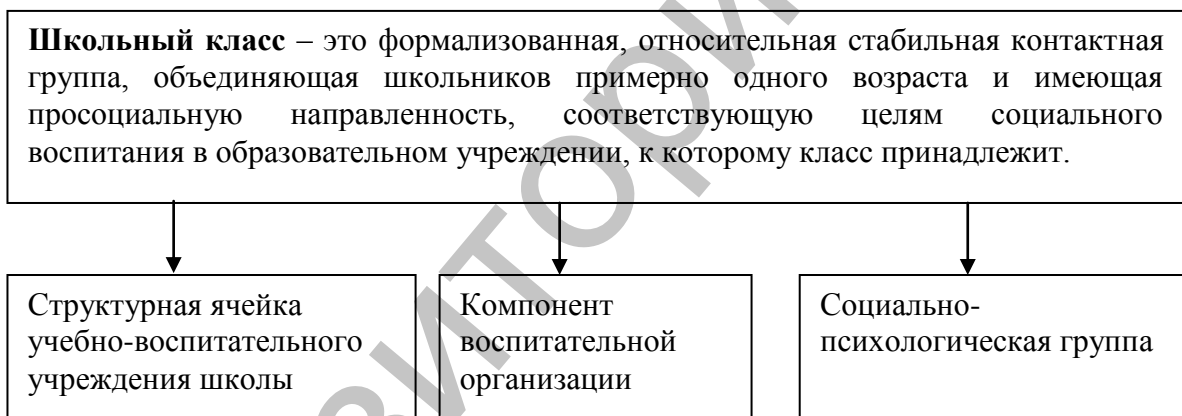 Школьный класс – это формализованная, относительная стабильная контактная
группа, объединяющая школьников примерно одного возраста и имеющая
просоциальную направленность, соответствующую целям социального
воспитания в образовательном учреждении, к которому класс принадлежит.
Структурная ячейка
учебно-воспитательного
учреждения школы
Компонент
воспитательной
организации
Социально-
психологическая группа
витори